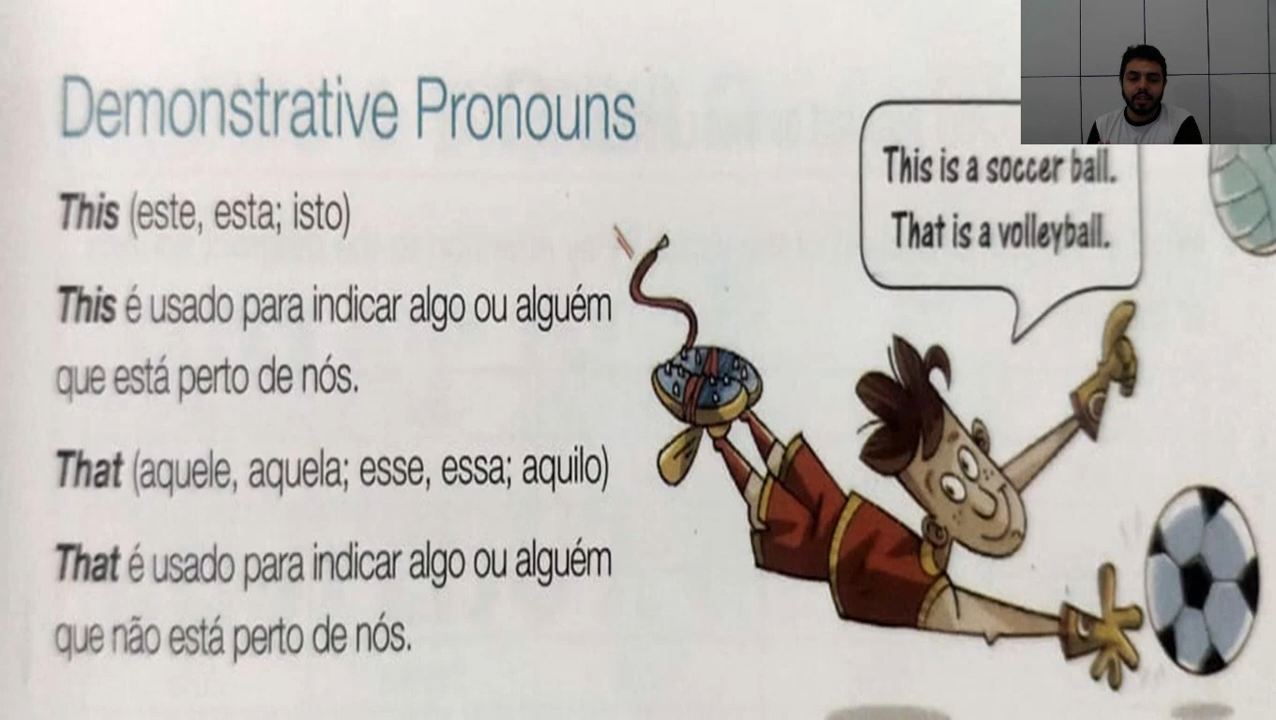 Demonstrative Pronouns
This (este, esta; isto)
This é usado para indicar algo ou alguém
que está perto de nós.
That (aquele, aquela; esse, essa; aquilo)
That é usado para indicar algo ou alguém
que não está perto de nós.
This is a soccer ball.
That is a volleyball.